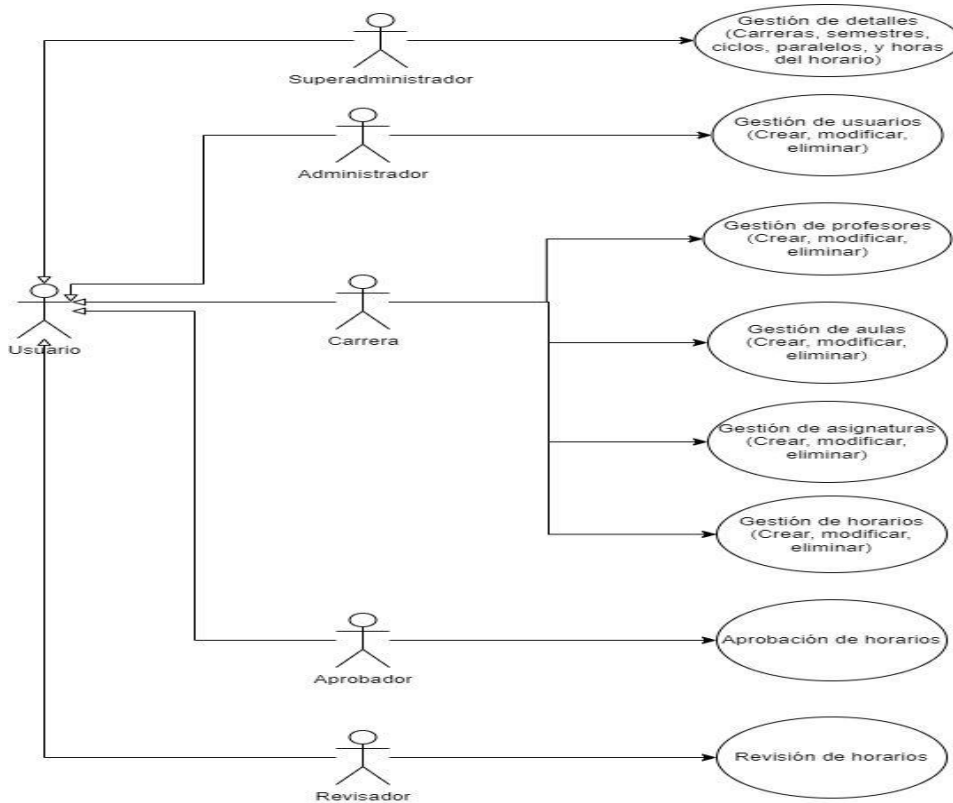 Gestión de detalles
(Carreras, semestres,
ciclos, paralelos, y horas
del horario)
Superadministrador
Gestión de usuarios
(Crear, modificar,
eliminar)
Administrador
Gestión de profesores
(Crear, modificar,
eliminar)
Usuario
Carrera
Gestión de aulas
(Crear, modificar,
eliminar)
Gestión de asignaturas
(Crear, modificar,
eliminar)
Gestión de horarios
(Crear, modificar,
eliminar)
Aprobación de horarios
Aprobador
Revisión de horarios
Revisador